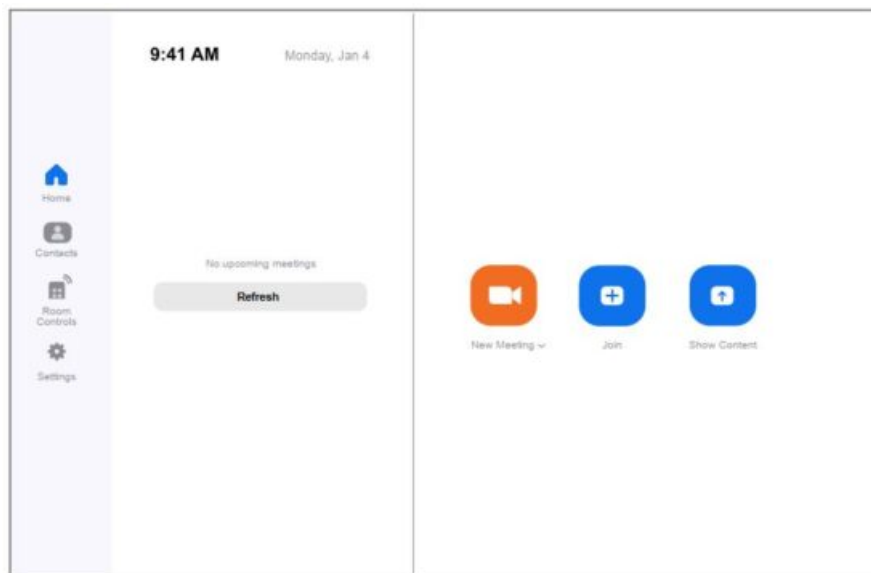 9:41 AM
Monday, Jan 4
Home
Contacts
Room
Controls
Settings
No upcoming meetings
Refresh
New Meeting
Join
Show Content